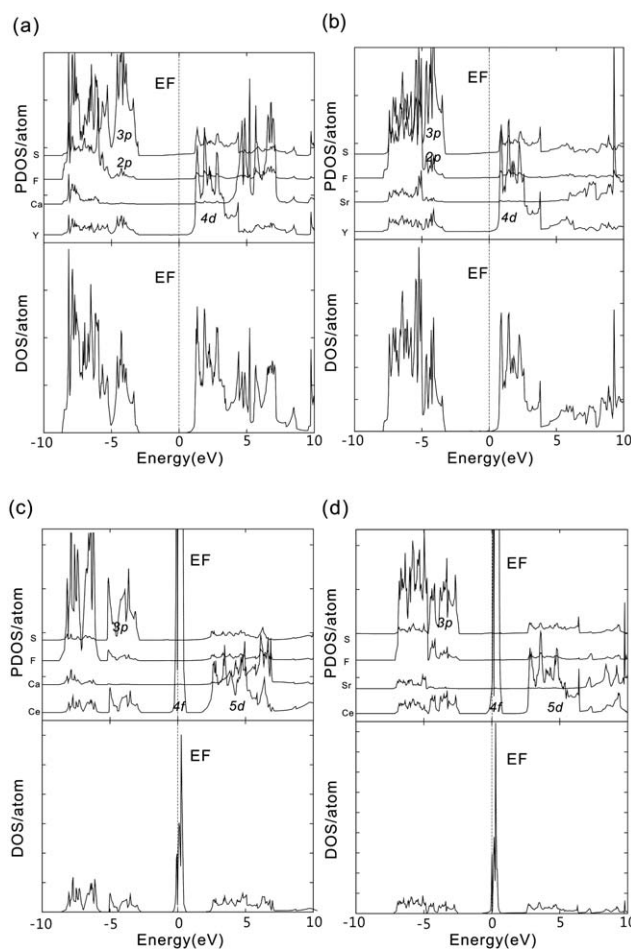 (a)
PDOS/atom
EF
3p
2p
4d
S
F
Ca
Y
DOS/atom
EF
-10 -5 0 5 10
Energy(eV)
(b)
PDOS/atom
EF
3p
2p
4d
S
F
Sr
Y
DOS/atom
EF
-10 -5 0 5 10
Energy(eV)
(c)
PDOS/atom
EF
3p
4f
5d
S
F
Ca
Ce
DOS/atom
EF
-10 -5 0 5 10
Energy(eV)
(d)
PDOS/atom
EF
3p
4f
5d
S
F
Sr
Ce
DOS/atom
EF
-10 -5 0 5 10
Energy(eV)